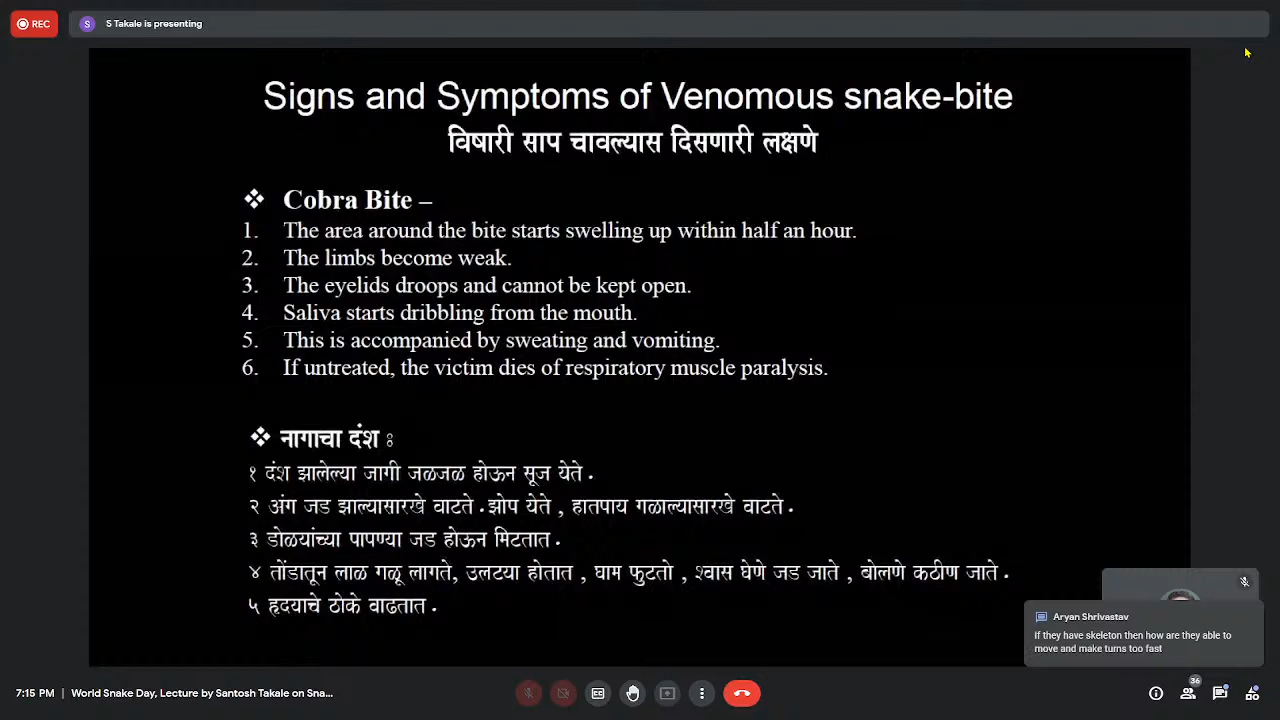 REC
S
S Takale is presenting
Signs and Symptoms of Venomous snake-bite
विषारी साप चावल्यास दिसणारी लक्षणे
❖ Cobra Bite –
1. The area around the bite starts swelling up within half an hour.
2. The limbs become weak.
3. The eyelids droops and cannot be kept open.
4. Saliva starts dribbling from the mouth.
5. This is accompanied by sweating and vomiting.
6. If untreated, the victim dies of respiratory muscle paralysis.
❖ नागाचा दंश :
१ दंश झालेल्या जागी जळजळ होऊन सूज येते .
२ अंग जड झाल्यासारखे वाटते . झोप येते , हातपाय गळाल्यासारखे वाटते .
३ डोळयांच्या पापण्या जड होऊन मिटतात .
४ तोंडातून लाळ गळू लागते, उलटया होतात , घाम फुटतो , श्वास घेणे जड जाते , बोलणे कठीण जाते .
५ हृदयाचे ठोके वाढतात .
Aryan Shrivastav
If they have skeleton then how are they able to
move and make turns too fast
7:15 PM | World Snake Day, Lecture by Santosh Takale on Sna...
36